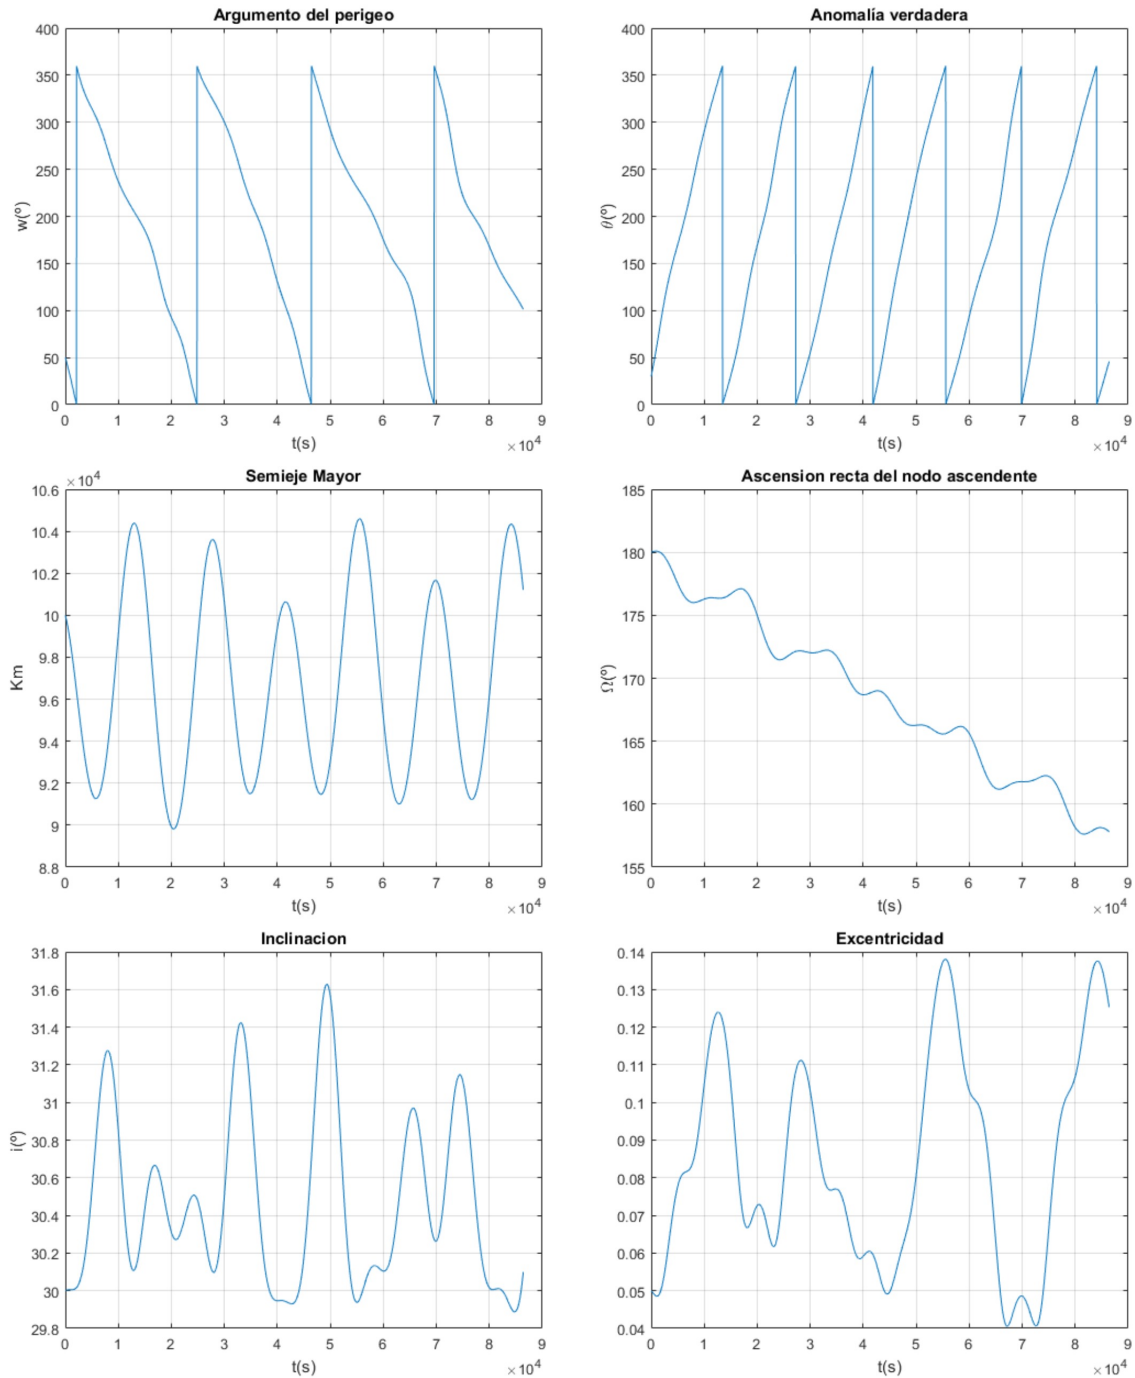 Argumento del perigeo
400
350
300
250
200
150
100
50
0
w(º)
0 1 2 3 4 5 6 7 8 9
t(s)
×10⁴
Anomalía verdadera
400
350
300
250
200
150
100
50
0
θ(º)
0 1 2 3 4 5 6 7 8 9
t(s)
×10⁴
Semieje Mayor
×10⁴
10.6
10.4
10.2
10
9.8
9.6
9.4
9.2
9
8.8
Km
0 1 2 3 4 5 6 7 8 9
t(s)
×10⁴
Ascension recta del nodo ascendente
185
180
175
170
165
160
155
Ω(º)
0 1 2 3 4 5 6 7 8 9
t(s)
×10⁴
Inclinacion
31.8
31.6
31.4
31.2
31
30.8
30.6
30.4
30.2
30
29.8
i(º)
0 1 2 3 4 5 6 7 8 9
t(s)
×10⁴
Excentricidad
0.14
0.13
0.12
0.11
0.1
0.09
0.08
0.07
0.06
0.05
0.04
0 1 2 3 4 5 6 7 8 9
t(s)
×10⁴